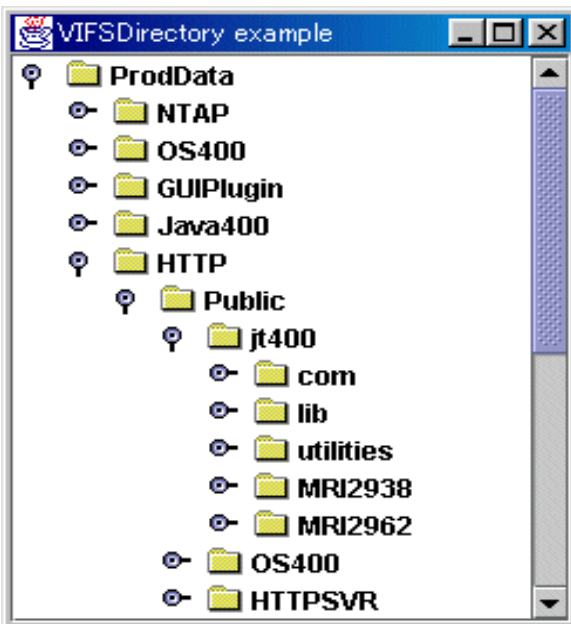 VIFSDirectory example
ProdData
NTAP
OS400
GUIPlugin
Java400
HTTP
Public
jt400
com
lib
utilities
MRI2938
MRI2962
OS400
HTTPSVR